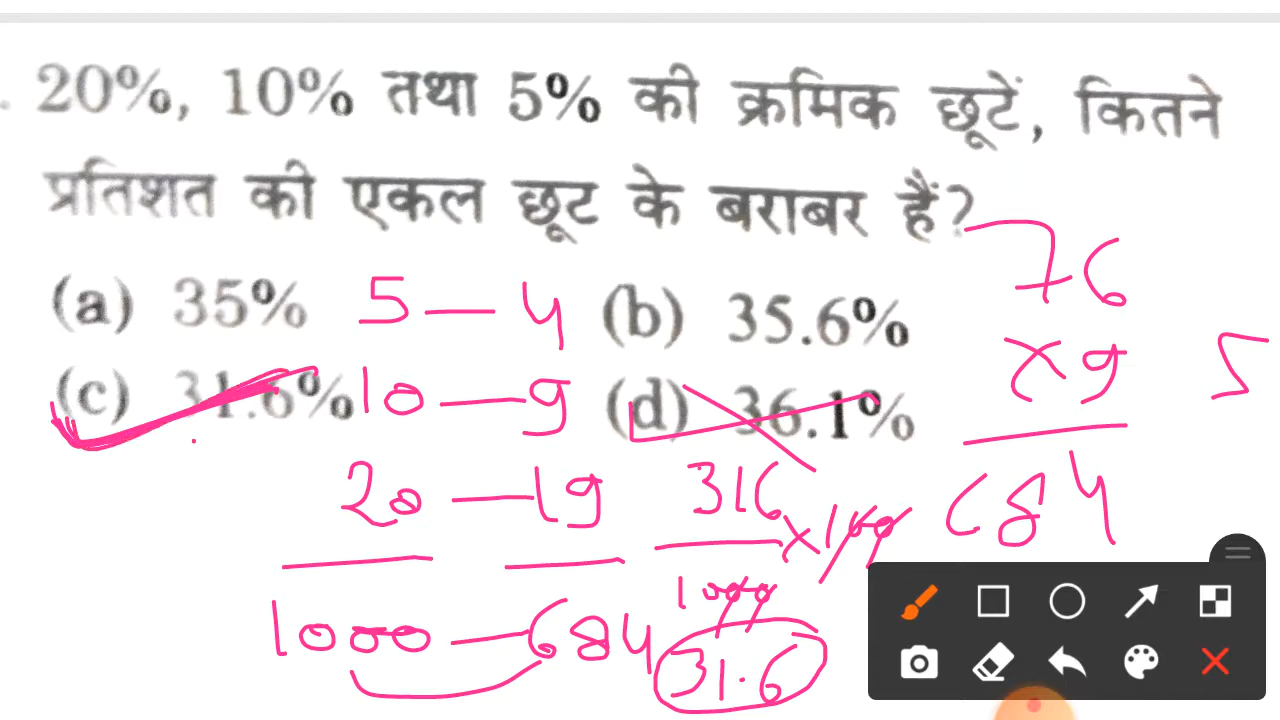 20%, 10% तथा 5% की क्रमिक छूटें, कितने
प्रतिशत की एकल छूट के बराबर हैं?
(a) 35% (b) 35.6%
(c) 31.6% (d) 36.1%
5 — 4
10 — 9
20 — 19
1000 — 684
316
1000
×100
31.6
76
×9
684
5